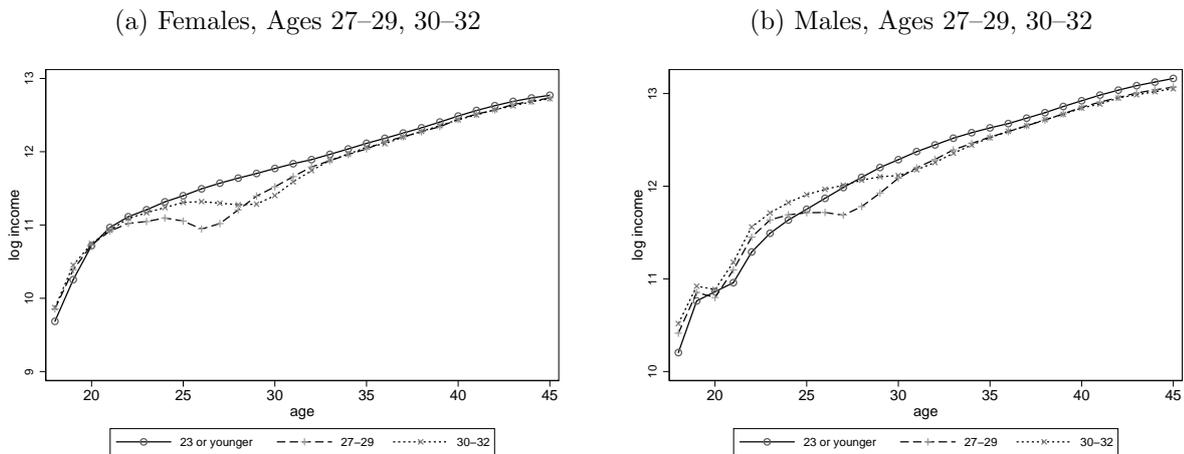 (a) Females, Ages 27–29, 30–32
(b) Males, Ages 27–29, 30–32
13
12
11
10
9
log income
20 25 30 35 40 45
age
23 or younger 27–29 30–32
13
12
11
10
log income
20 25 30 35 40 45
age
23 or younger 27–29 30–32